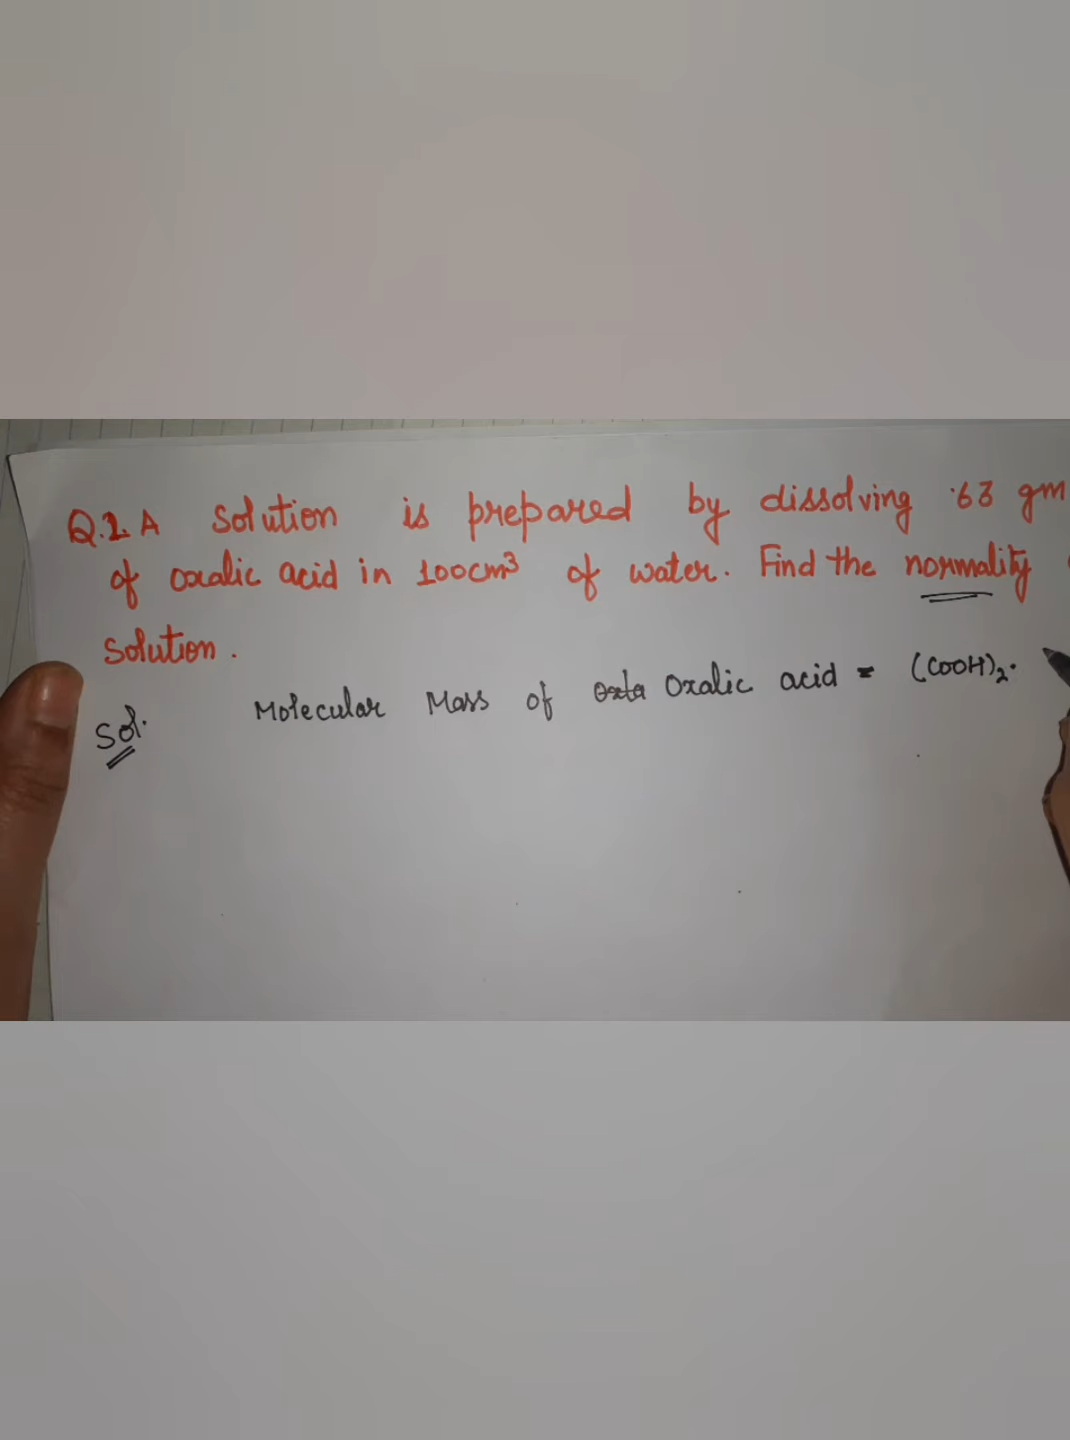 Q.1. A solution is prepared by dissolving .63 gm
of oxalic acid in 100cm³ of water. Find the normality
solution.
Sol. Molecular Mass of Oxalic acid = (COOH)₂.